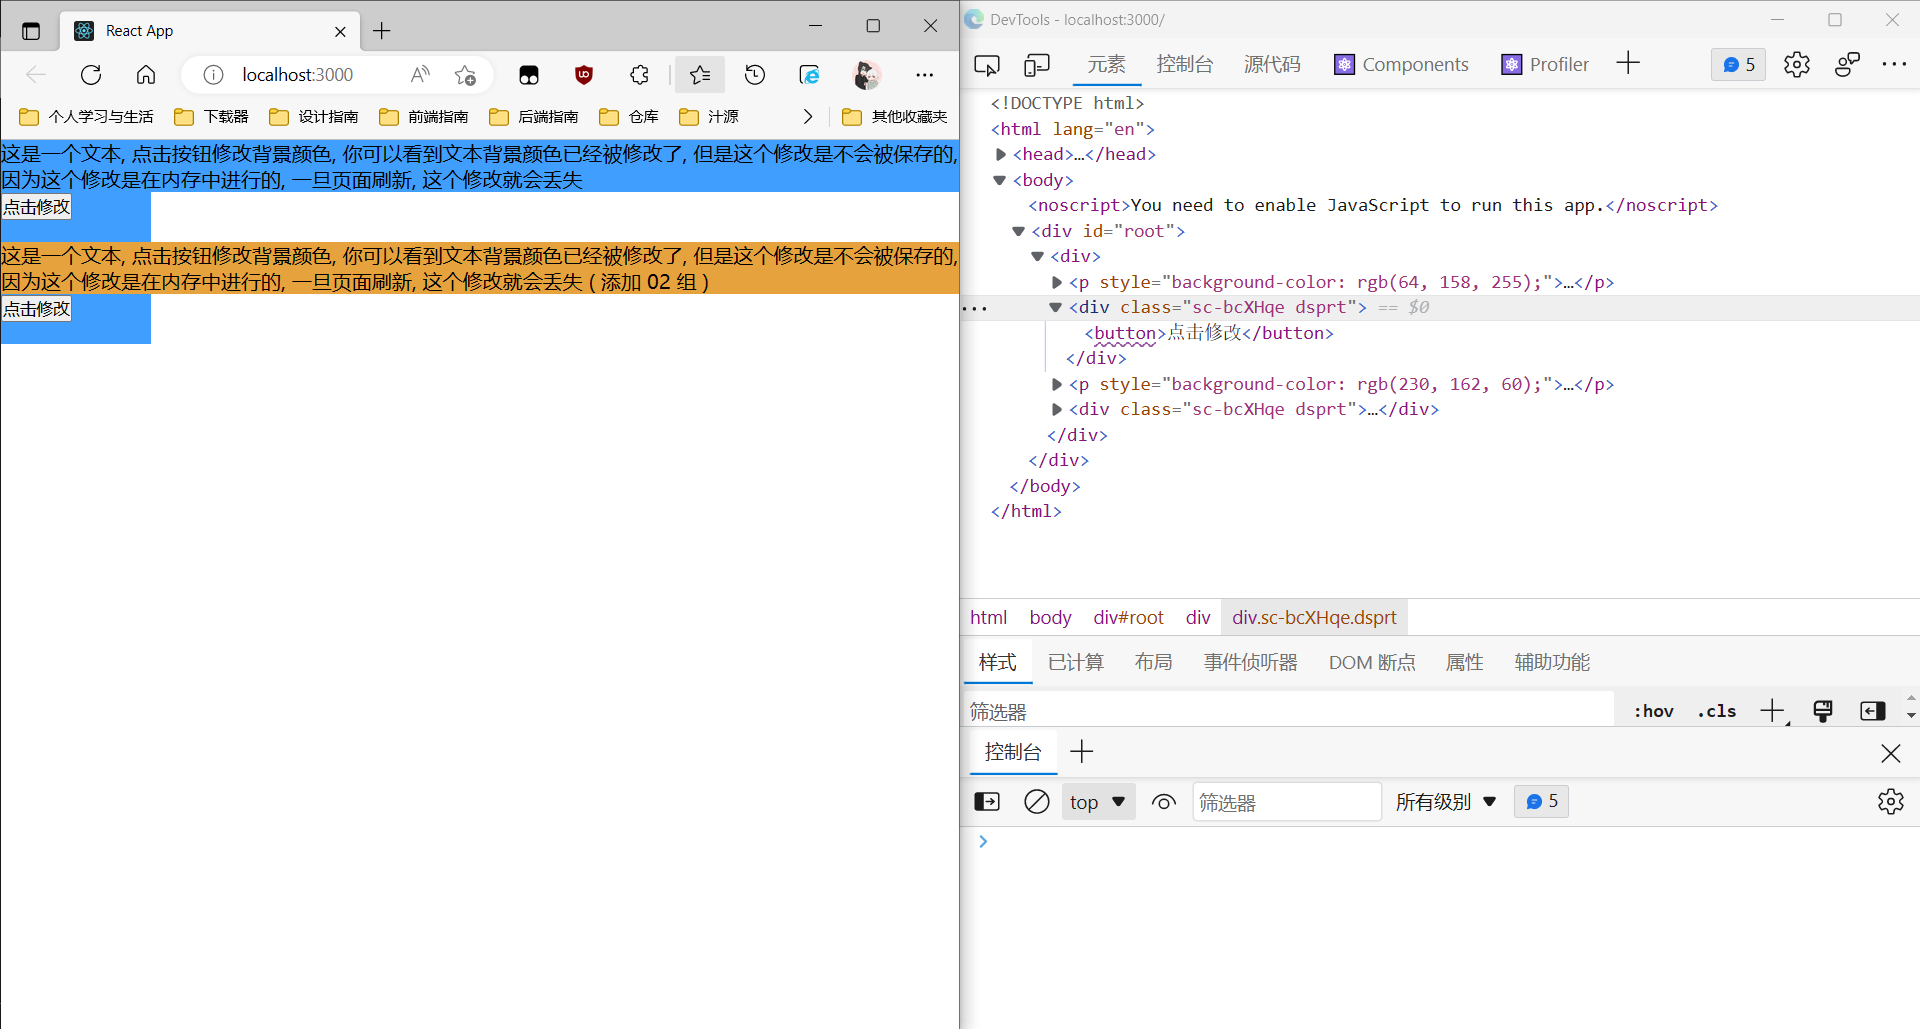 React App
localhost:3000
个人学习与生活
下载器
设计指南
前端指南
后端指南
仓库
汁源
其他收藏夹
这是一个文本, 点击按钮修改背景颜色, 你可以看到文本背景颜色已经被修改了, 但是这个修改是不会被保存的,
因为这个修改是在内存中进行的, 一旦页面刷新, 这个修改就会丢失
点击修改
这是一个文本, 点击按钮修改背景颜色, 你可以看到文本背景颜色已经被修改了, 但是这个修改是不会被保存的,
因为这个修改是在内存中进行的, 一旦页面刷新, 这个修改就会丢失 ( 添加 02 组 )
点击修改
DevTools - localhost:3000/
元素 控制台 源代码 Components Profiler 5
<!DOCTYPE html>
<html lang="en">
<head>…</head>
<body>
<noscript>You need to enable JavaScript to run this app.</noscript>
<div id="root">
<div>
<p style="background-color: rgb(64, 158, 255);">…</p>
<div class="sc-bcXHqe dsprt"> == $0
<button>点击修改</button>
</div>
<p style="background-color: rgb(230, 162, 60);">…</p>
<div class="sc-bcXHqe dsprt">…</div>
</div>
</div>
</body>
</html>
html body div#root div div.sc-bcXHqe.dsprt
样式 已计算 布局 事件侦听器 DOM 断点 属性 辅助功能
筛选器 :hov .cls
控制台
top 筛选器 所有级别 5